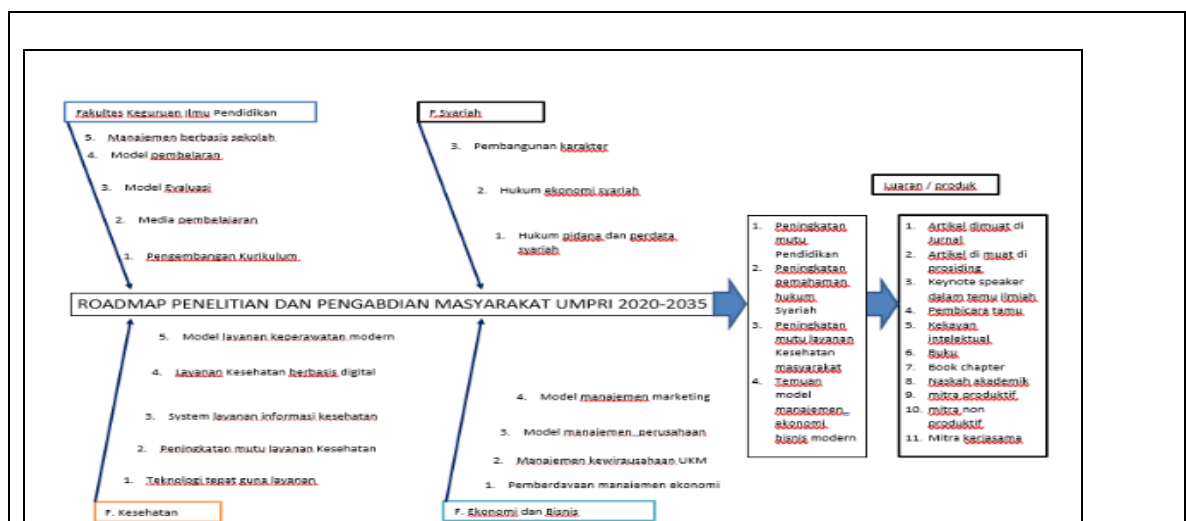 Fakultas Keguruan Ilmu Pendidikan
5. Manajemen berbasis sekolah
4. Model pembelaran
3. Model Evaluasi
2. Media pembelajaran
1. Pengembangan Kurikulum
F.Syariah
3. Pembangunan karakter
2. Hukum ekonomi syariah
1. Hukum pidana dan perdata
syariah
ROADMAP PENELITIAN DAN PENGABDIAN MASYARAKAT UMPRI 2020-2035
5. Model layanan keperawatan modern
4. Layanan Kesehatan berbasis digital
3. System layanan informasi kesehatan
2. Peningkatan mutu layanan Kesehatan
1. Teknologi tepat guna layanan
F. Kesehatan
4. Model manajemen marketing
3. Model manajemen perusahaan
2. Manajemen kewirausahaan UKM
1. Pemberdayaan manajemen ekonomi
F. Ekonomi dan Bisnis
1. Peningkatan
mutu
Pendidikan
2. Peningkatan
pemahaman
hukum
Syariah
3. Peningkatan
mutu layanan
Kesehatan
masyarakat
4. Temuan
model
manajemen
ekonomi
bisnis modern
Luaran / produk
1. Artikel dimuat di
Jurnal
2. Artikel di muat di
prosiding
3. Keynote speaker
dalam temu ilmiah
4. Pembicara tamu
5. Kekayan
intelektual
6. Buku
7. Book chapter
8. Naskah akademik
9. mitra produktif
10. mitra non
produktif
11. Mitra kerjasama